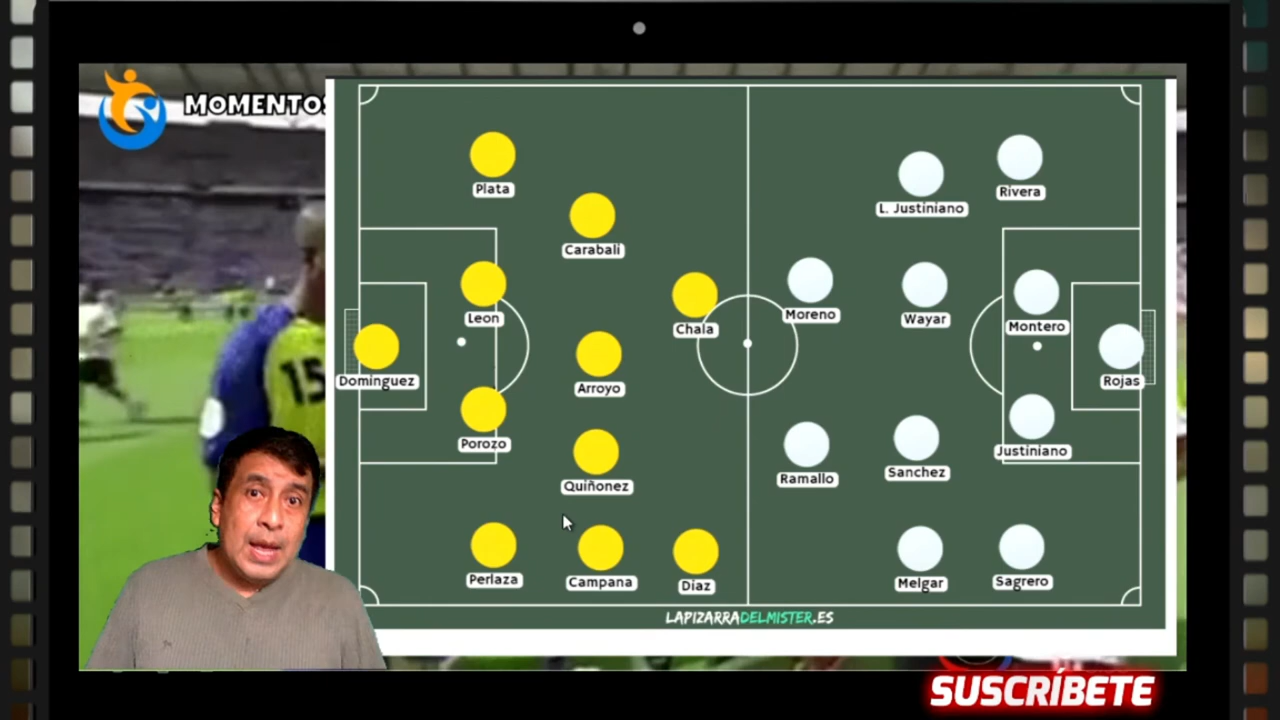 MOMENTOS
15
Plata
Carabali
Leon
Chala
Dominguez
Arroyo
Porozo
Quiñonez
Perlaza
Campana
Diaz
L. Justiniano
Rivera
Moreno
Wayar
Montero
Rojas
Ramallo
Sanchez
Justiniano
Melgar
Sagrero
LAPIZARRADELMISTER.ES
SUSCRÍBETE